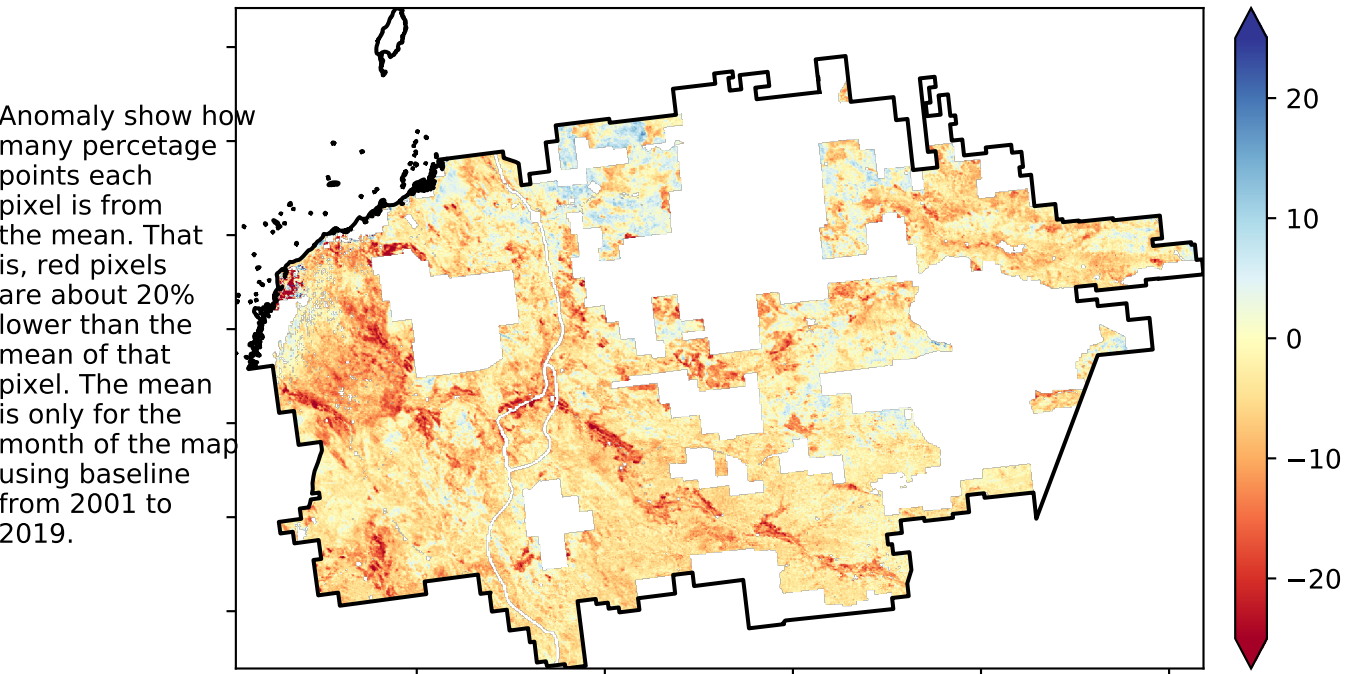 Anomaly show how
many percetage
points each
pixel is from
the mean. That
is, red pixels
are about 20%
lower than the
mean of that
pixel. The mean
is only for the
month of the map
using baseline
from 2001 to
2019.
20
10
0
−10
−20